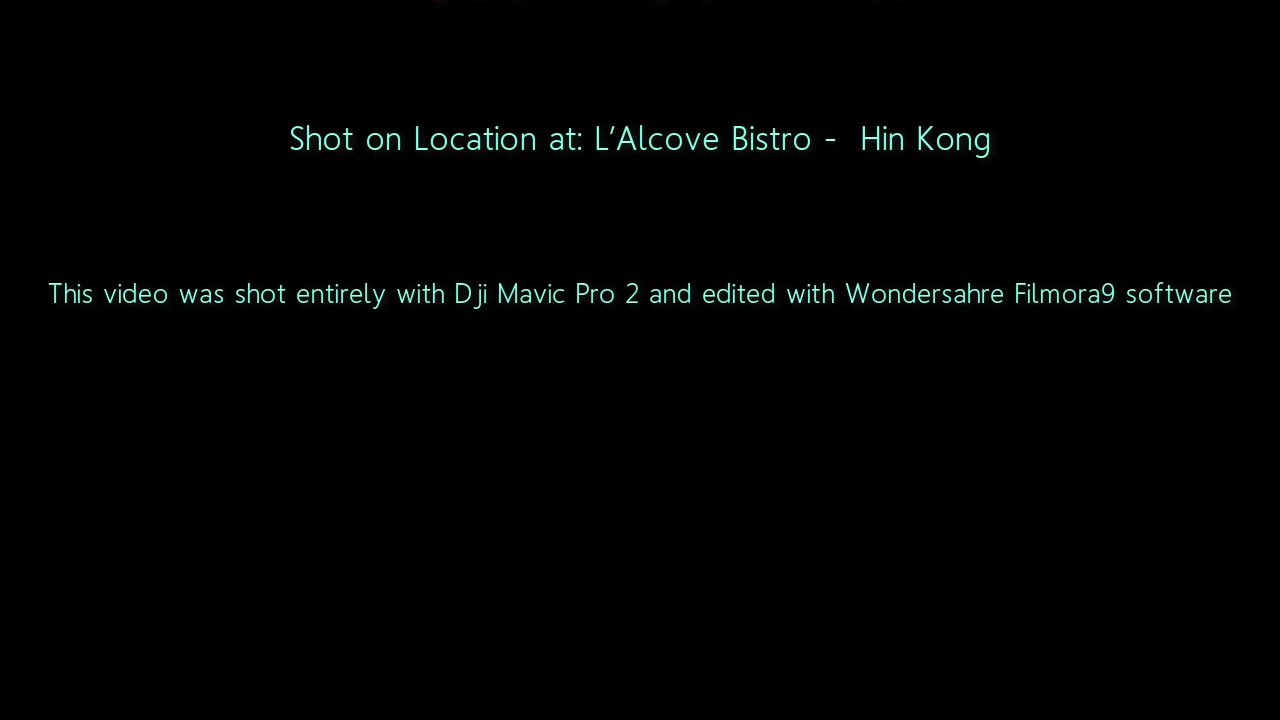 Shot on Location at: L'Alcove Bistro -  Hin Kong
This video was shot entirely with Dji Mavic Pro 2 and edited with Wondersahre Filmora9 software